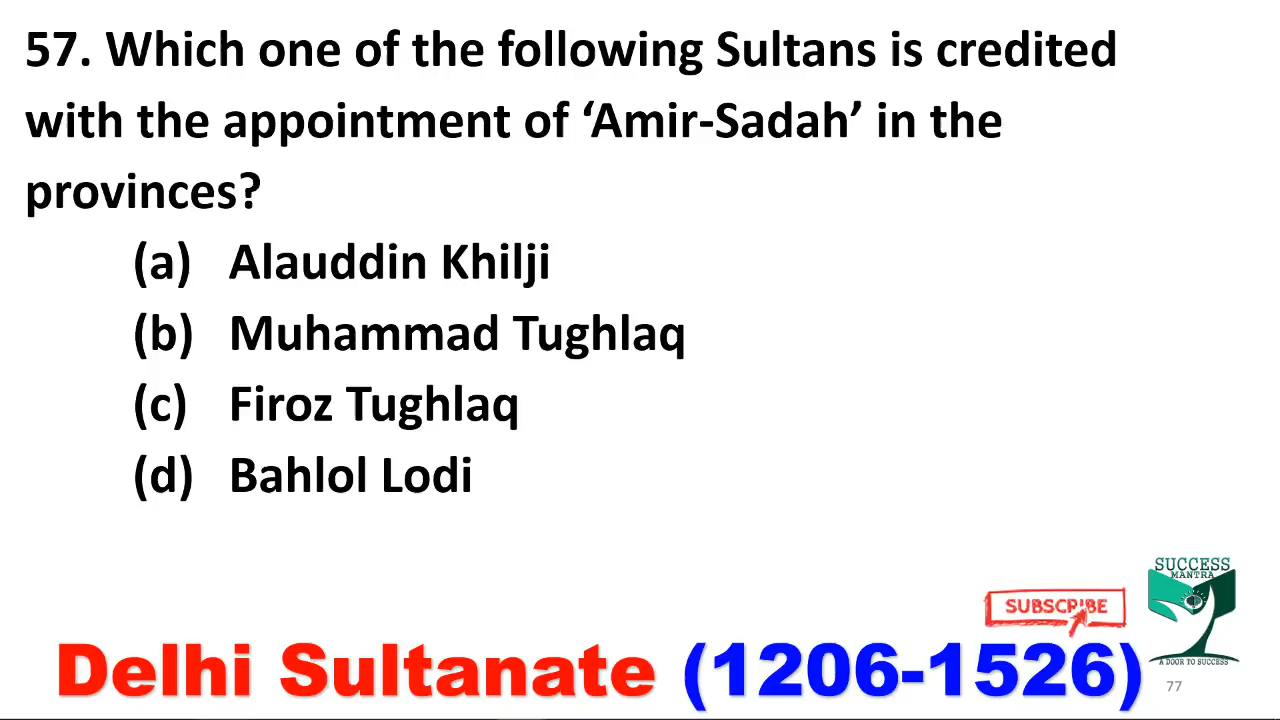 57. Which one of the following Sultans is credited
with the appointment of ‘Amir-Sadah’ in the
provinces?
(a) Alauddin Khilji
(b) Muhammad Tughlaq
(c) Firoz Tughlaq
(d) Bahlol Lodi
SUCCESS
MANTRA
SUBSCRIBE
Delhi Sultanate (1206-1526)
A DOOR TO SUCCESS
77